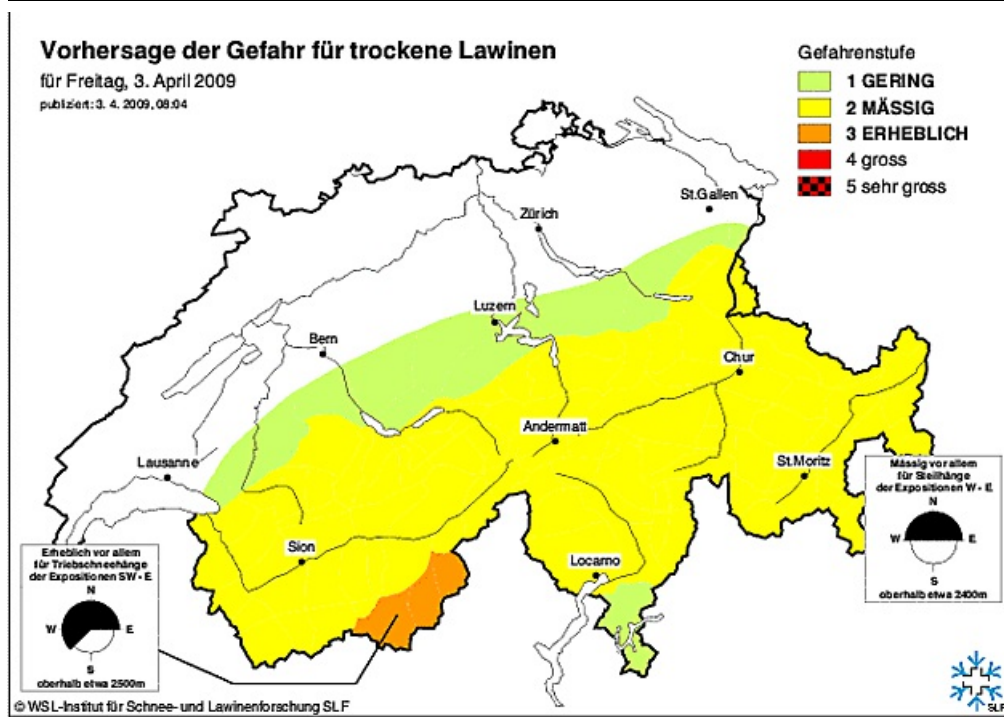 Vorhersage der Gefahr für trockene Lawinen
für Freitag, 3. April 2009
publiziert: 3. 4. 2009, 08:04
Gefahrenstufe
1 GERING
2 MÄSSIG
3 ERHEBLICH
4 gross
5 sehr gross
St.Gallen
Zürich
Luzern
Bern
Chur
Andermatt
Lausanne
St.Moritz
Sion
Locarno
Mässig vor allem
für Steilhänge
der Expositionen W - E
N
W E
S
oberhalb etwa 2400m
Erheblich vor allem
für Triebschneehänge
der Expositionen SW - E
N
W E
S
oberhalb etwa 2500m
© WSL-Institut für Schnee- und Lawinenforschung SLF
SLF